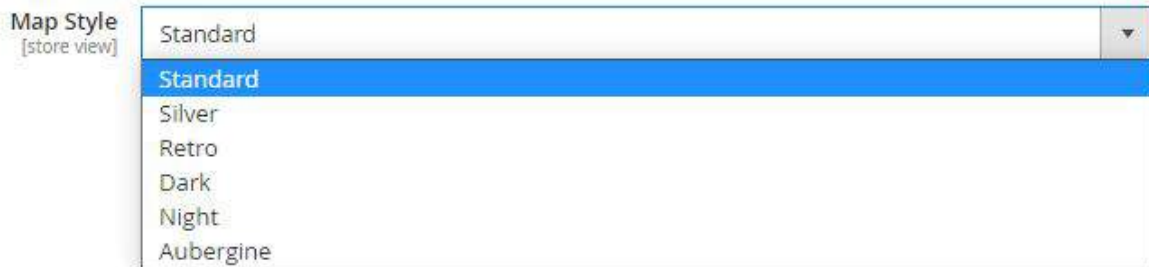 Map Style
[store view]
Standard
Standard
Silver
Retro
Dark
Night
Aubergine